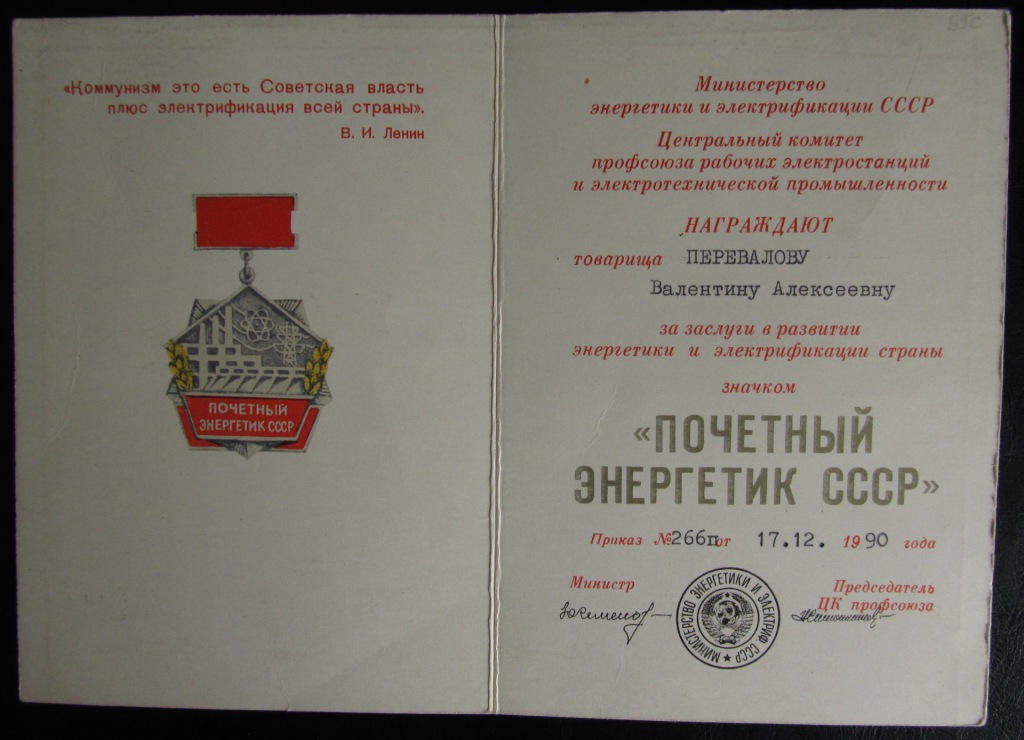 «Коммунизм это есть Советская власть
плюс электрификация всей страны».
В. И. Ленин
ПОЧЕТНЫЙ
ЭНЕРГЕТИК СССР
Министерство
энергетики и электрификации СССР
Центральный комитет
профсоюза рабочих электростанций
и электротехнической промышленности
НАГРАЖДАЮТ
товарища ПЕРЕВАЛОВУ
Валентину Алексеевну
за заслуги в развитии
энергетики и электрификации страны
значком
«ПОЧЕТНЫЙ
ЭНЕРГЕТИК СССР»
Приказ №266п от 17.12. 1990 года
Министр
Председатель
ЦК профсоюза
МИНИСТЕРСТВО ЭНЕРГЕТИКИ И ЭЛЕКТРИФ. СССР